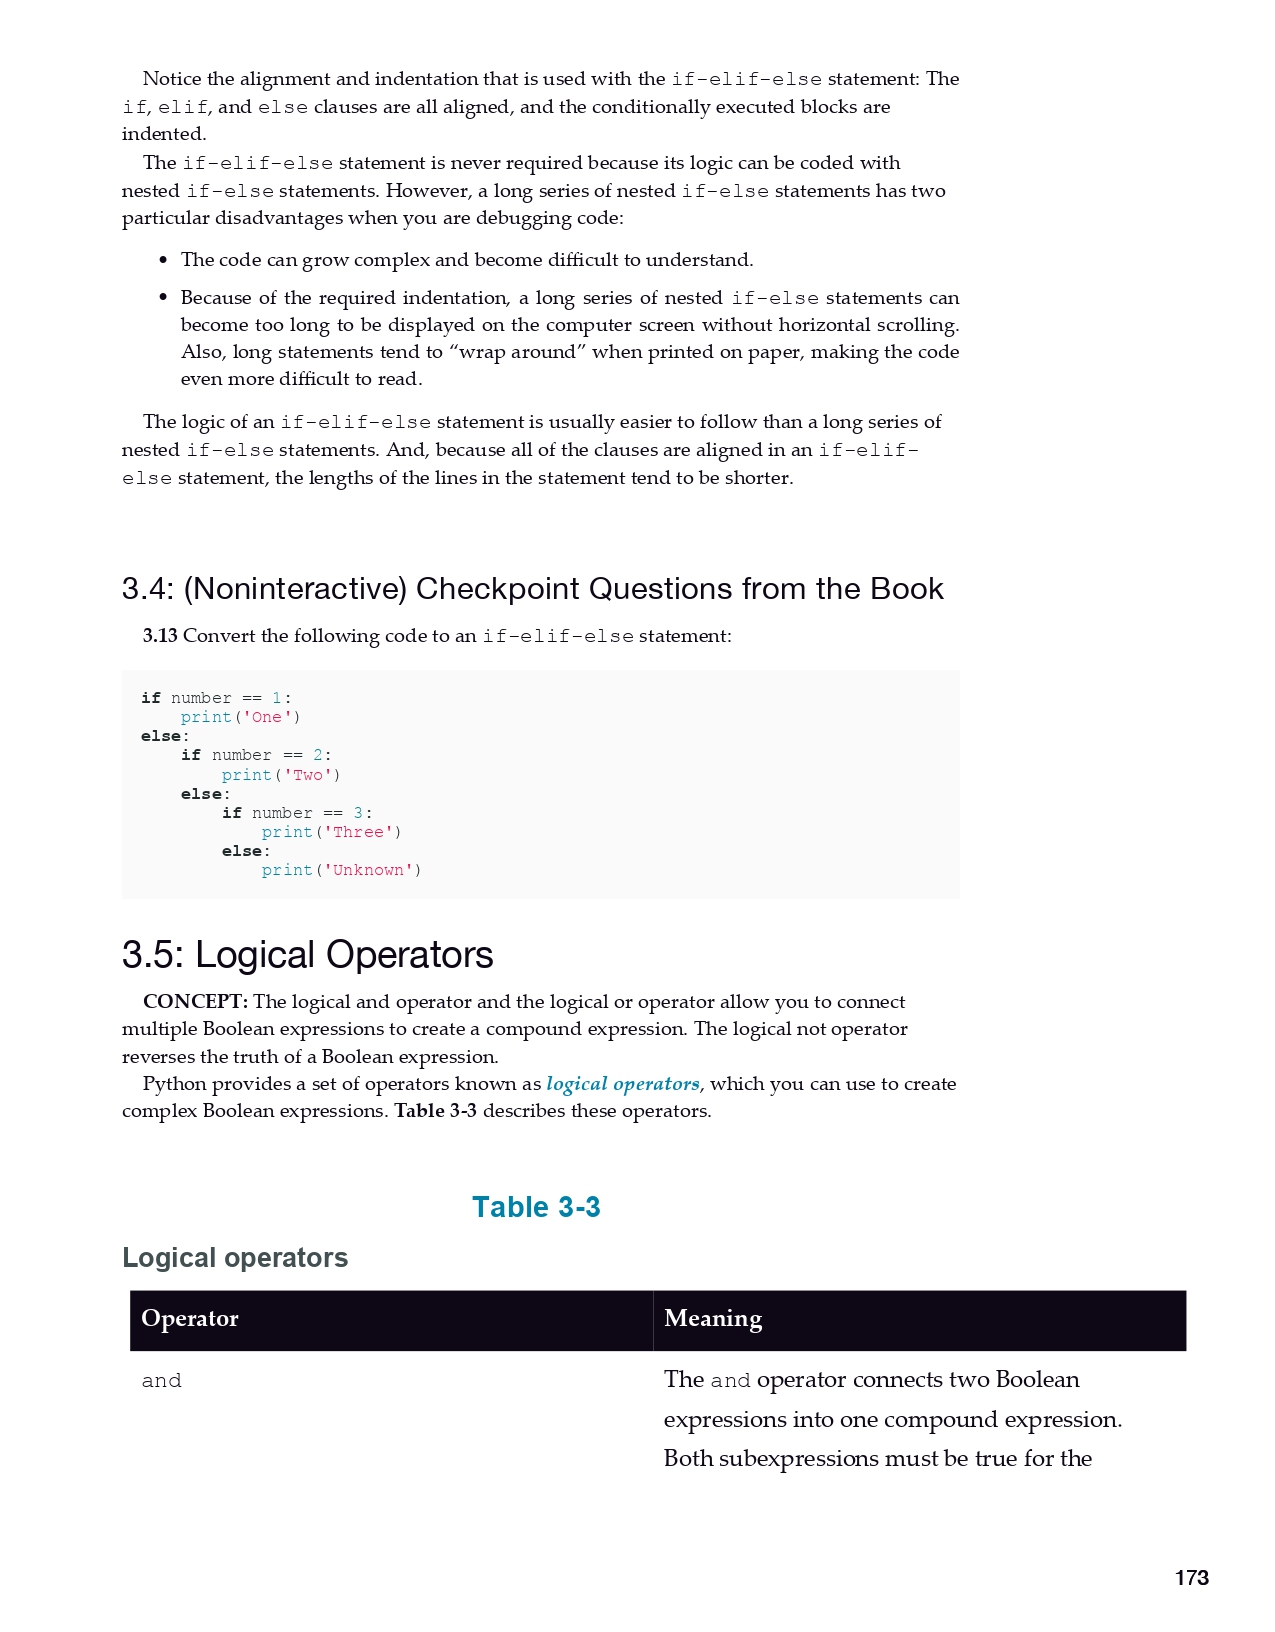 Notice the alignment and indentation that is used with the if-elif-else statement: The
if, elif, and else clauses are all aligned, and the conditionally executed blocks are
indented.
The if-elif-else statement is never required because its logic can be coded with
nested if-else statements. However, a long series of nested if-else statements has two
particular disadvantages when you are debugging code:
• The code can grow complex and become difficult to understand.
• Because of the required indentation, a long series of nested if-else statements can
become too long to be displayed on the computer screen without horizontal scrolling.
Also, long statements tend to “wrap around” when printed on paper, making the code
even more difficult to read.
The logic of an if-elif-else statement is usually easier to follow than a long series of
nested if-else statements. And, because all of the clauses are aligned in an if-elif-
else statement, the lengths of the lines in the statement tend to be shorter.
3.4: (Noninteractive) Checkpoint Questions from the Book
3.13 Convert the following code to an if-elif-else statement:
if number == 1:
    print('One')
else:
    if number == 2:
        print('Two')
    else:
        if number == 3:
            print('Three')
        else:
            print('Unknown')
3.5: Logical Operators
CONCEPT: The logical and operator and the logical or operator allow you to connect
multiple Boolean expressions to create a compound expression. The logical not operator
reverses the truth of a Boolean expression.
Python provides a set of operators known as logical operators, which you can use to create
complex Boolean expressions. Table 3-3 describes these operators.
Table 3-3
Logical operators
Operator Meaning
and The and operator connects two Boolean
expressions into one compound expression.
Both subexpressions must be true for the
173